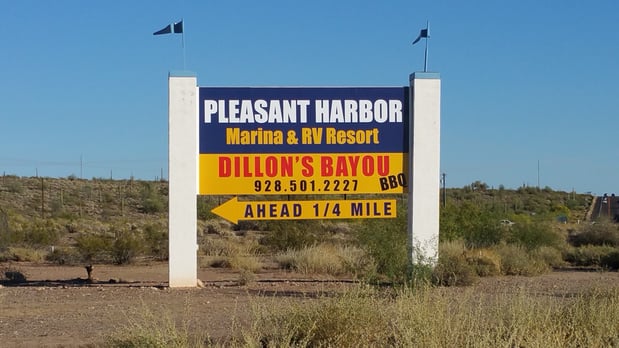 PLEASANT HARBOR
Marina & RV Resort
DILLON'S BAYOU
BBQ
928.501.2227
AHEAD 1/4 MILE